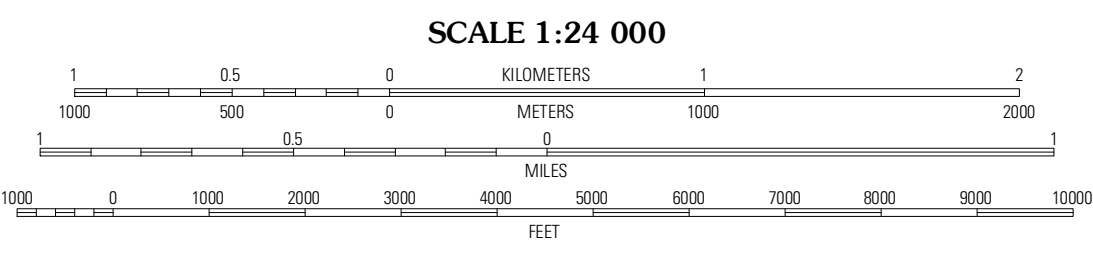 SCALE 1:24 000
1 0.5 0 KILOMETERS 1 2
1000 500 0 METERS 1000 2000
1 0.5 0 1
MILES
1000 0 1000 2000 3000 4000 5000 6000 7000 8000 9000 10000
FEET